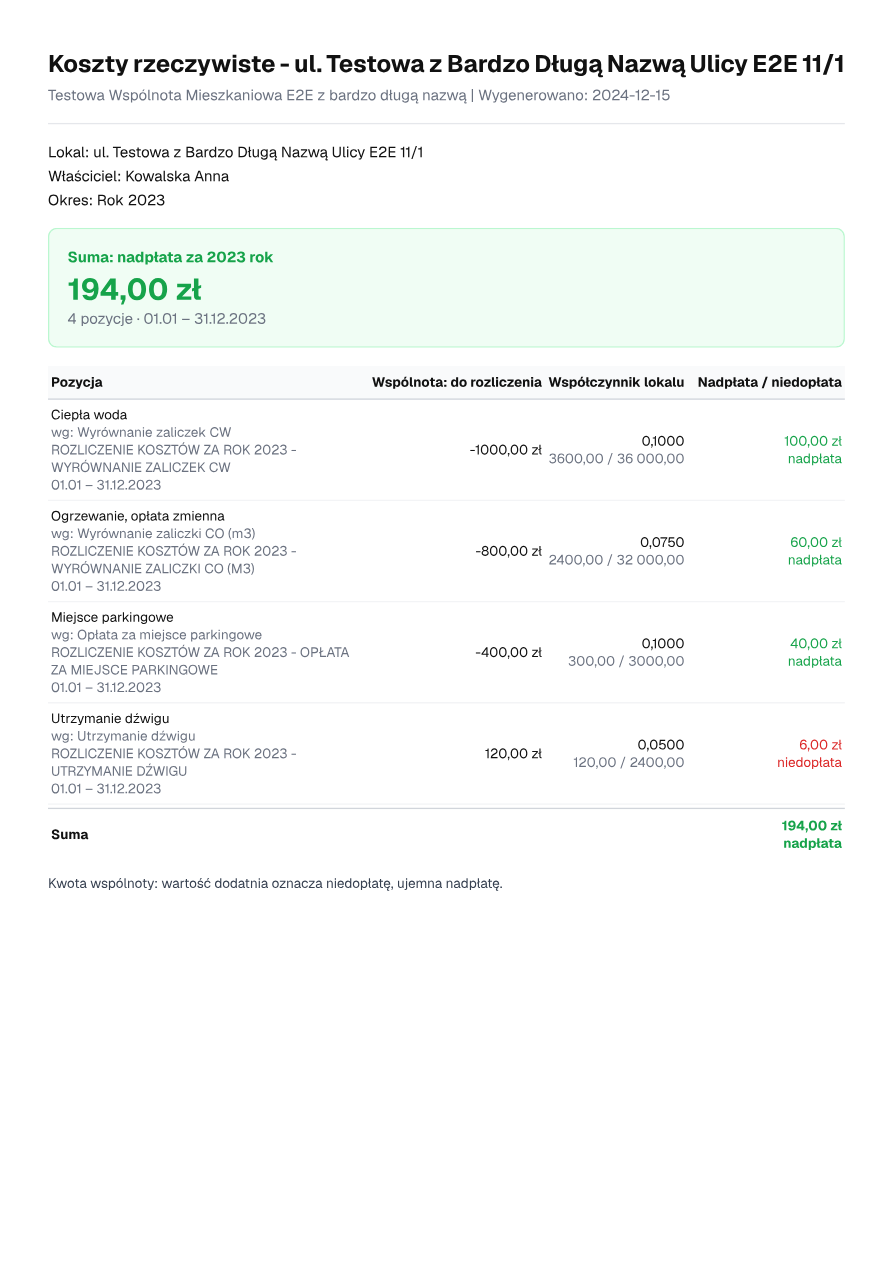 Koszty rzeczywiste - ul. Testowa z Bardzo Długą Nazwą Ulicy E2E 11/1
Testowa Wspólnota Mieszkaniowa E2E z bardzo długą nazwą | Wygenerowano: 2024-12-15
Lokal: ul. Testowa z Bardzo Długą Nazwą Ulicy E2E 11/1
Właściciel: Kowalska Anna
Okres: Rok 2023
Suma: nadpłata za 2023 rok
194,00 zł
4 pozycje · 01.01 – 31.12.2023
Pozycja Wspólnota: do rozliczenia Współczynnik lokalu Nadpłata / niedopłata
Ciepła woda
wg: Wyrównanie zaliczek CW
ROZLICZENIE KOSZTÓW ZA ROK 2023 -
WYRÓWNANIE ZALICZEK CW
01.01 – 31.12.2023
-1000,00 zł
0,1000
3600,00 / 36 000,00
100,00 zł
nadpłata
Ogrzewanie, opłata zmienna
wg: Wyrównanie zaliczki CO (m3)
ROZLICZENIE KOSZTÓW ZA ROK 2023 -
WYRÓWNANIE ZALICZKI CO (M3)
01.01 – 31.12.2023
-800,00 zł
0,0750
2400,00 / 32 000,00
60,00 zł
nadpłata
Miejsce parkingowe
wg: Opłata za miejsce parkingowe
ROZLICZENIE KOSZTÓW ZA ROK 2023 - OPŁATA
ZA MIEJSCE PARKINGOWE
01.01 – 31.12.2023
-400,00 zł
0,1000
300,00 / 3000,00
40,00 zł
nadpłata
Utrzymanie dźwigu
wg: Utrzymanie dźwigu
ROZLICZENIE KOSZTÓW ZA ROK 2023 -
UTRZYMANIE DŹWIGU
01.01 – 31.12.2023
120,00 zł
0,0500
120,00 / 2400,00
6,00 zł
niedopłata
Suma
194,00 zł
nadpłata
Kwota wspólnoty: wartość dodatnia oznacza niedopłatę, ujemna nadpłatę.